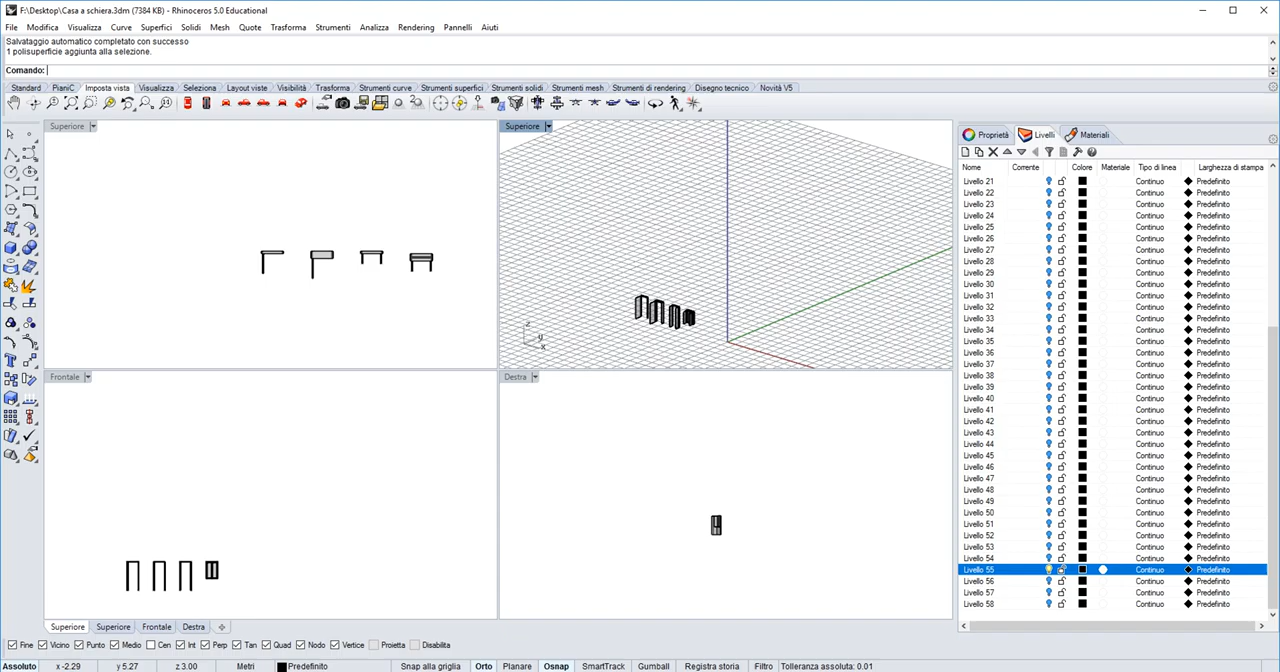 F:\Desktop\Casa a schiera.3dm (7384 KB) - Rhinoceros 5.0 Educational
File Modifica Visualizza Curve Superfici Solidi Mesh Quote Trasforma Strumenti Analizza Rendering Pannelli Aiuti
Salvataggio automatico completato con successo
1 polisuperficie aggiunta alla selezione.
Comando:
Standard PianiC Imposta vista Visualizza Seleziona Layout viste Visibilità Trasforma Strumenti curve Strumenti superfici Strumenti solidi Strumenti mesh Strumenti di rendering Disegno tecnico Novità V5
Superiore
Superiore
z
y
x
Frontale
Destra
Proprietà Livelli Materiali
Nome Corrente Colore Materiale Tipo di linea Larghezza di stampa
Livello 21 Continuo Predefinito
Livello 22 Continuo Predefinito
Livello 23 Continuo Predefinito
Livello 24 Continuo Predefinito
Livello 25 Continuo Predefinito
Livello 26 Continuo Predefinito
Livello 27 Continuo Predefinito
Livello 28 Continuo Predefinito
Livello 29 Continuo Predefinito
Livello 30 Continuo Predefinito
Livello 31 Continuo Predefinito
Livello 32 Continuo Predefinito
Livello 33 Continuo Predefinito
Livello 34 Continuo Predefinito
Livello 35 Continuo Predefinito
Livello 36 Continuo Predefinito
Livello 37 Continuo Predefinito
Livello 38 Continuo Predefinito
Livello 39 Continuo Predefinito
Livello 40 Continuo Predefinito
Livello 41 Continuo Predefinito
Livello 42 Continuo Predefinito
Livello 43 Continuo Predefinito
Livello 44 Continuo Predefinito
Livello 45 Continuo Predefinito
Livello 46 Continuo Predefinito
Livello 47 Continuo Predefinito
Livello 48 Continuo Predefinito
Livello 49 Continuo Predefinito
Livello 50 Continuo Predefinito
Livello 51 Continuo Predefinito
Livello 52 Continuo Predefinito
Livello 53 Continuo Predefinito
Livello 54 Continuo Predefinito
Livello 55 Continuo Predefinito
Livello 56 Continuo Predefinito
Livello 57 Continuo Predefinito
Livello 58 Continuo Predefinito
Superiore Superiore Frontale Destra
Fine Vicino Punto Medio Cen Int Perp Tan Quad Nodo Vertice Proietta Disabilita
Assoluto x -2.29 y 5.27 z 3.00 Metri Predefinito Snap alla griglia Orto Planare Osnap SmartTrack Gumball Registra storia Filtro Tolleranza assoluta: 0.01